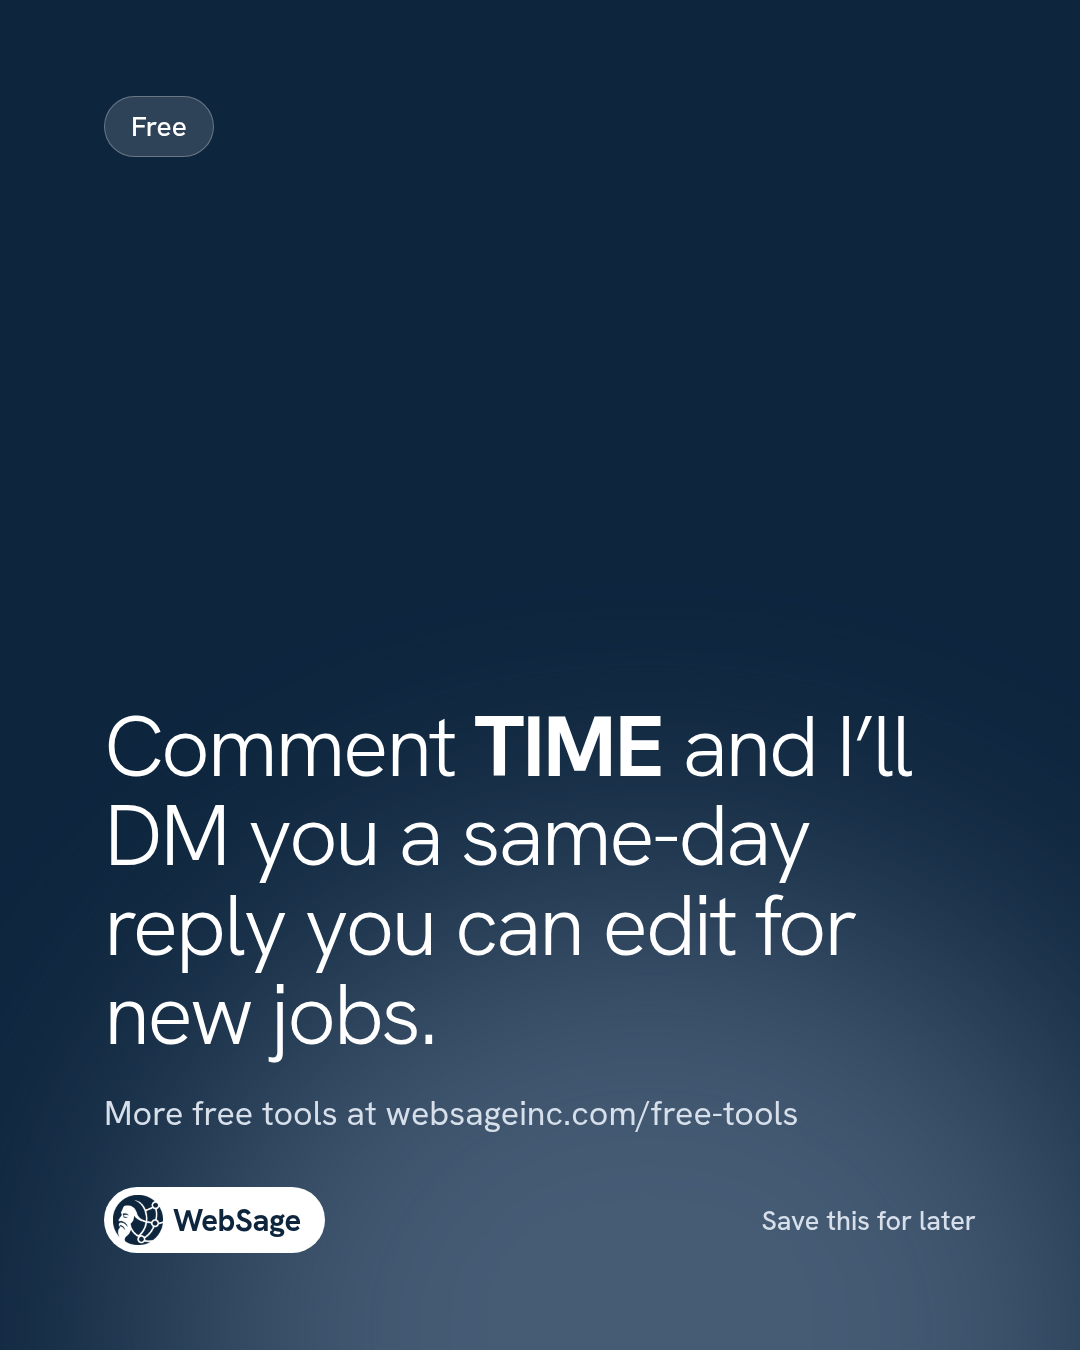 Free
Comment TIME and I’ll
DM you a same-day
reply you can edit for
new jobs.
More free tools at websageinc.com/free-tools
WebSage
Save this for later